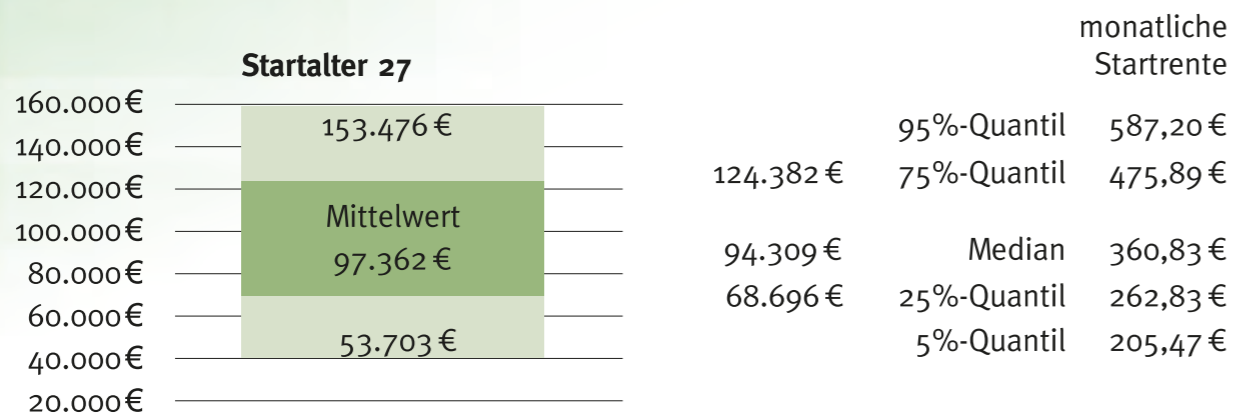 monatliche
Startrente
Startalter 27
160.000 €
140.000 €
120.000 €
100.000 €
80.000 €
60.000 €
40.000 €
20.000 €
153.476 €
Mittelwert
97.362 €
53.703 €
95%-Quantil 587,20 €
124.382 € 75%-Quantil 475,89 €
94.309 € Median 360,83 €
68.696 € 25%-Quantil 262,83 €
5%-Quantil 205,47 €